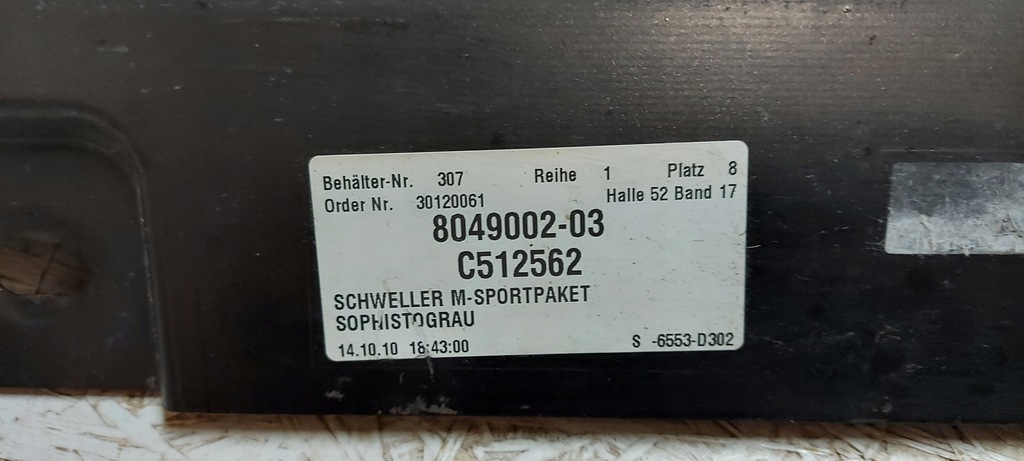 Behälter-Nr. 307 Reihe 1 Platz 8
Order Nr. 30120061 Halle 52 Band 17
8049002-03
C512562
SCHWELLER M-SPORTPAKET
SOPHISTOGRAU
14.10.10 18:43:00 S -6553-D302